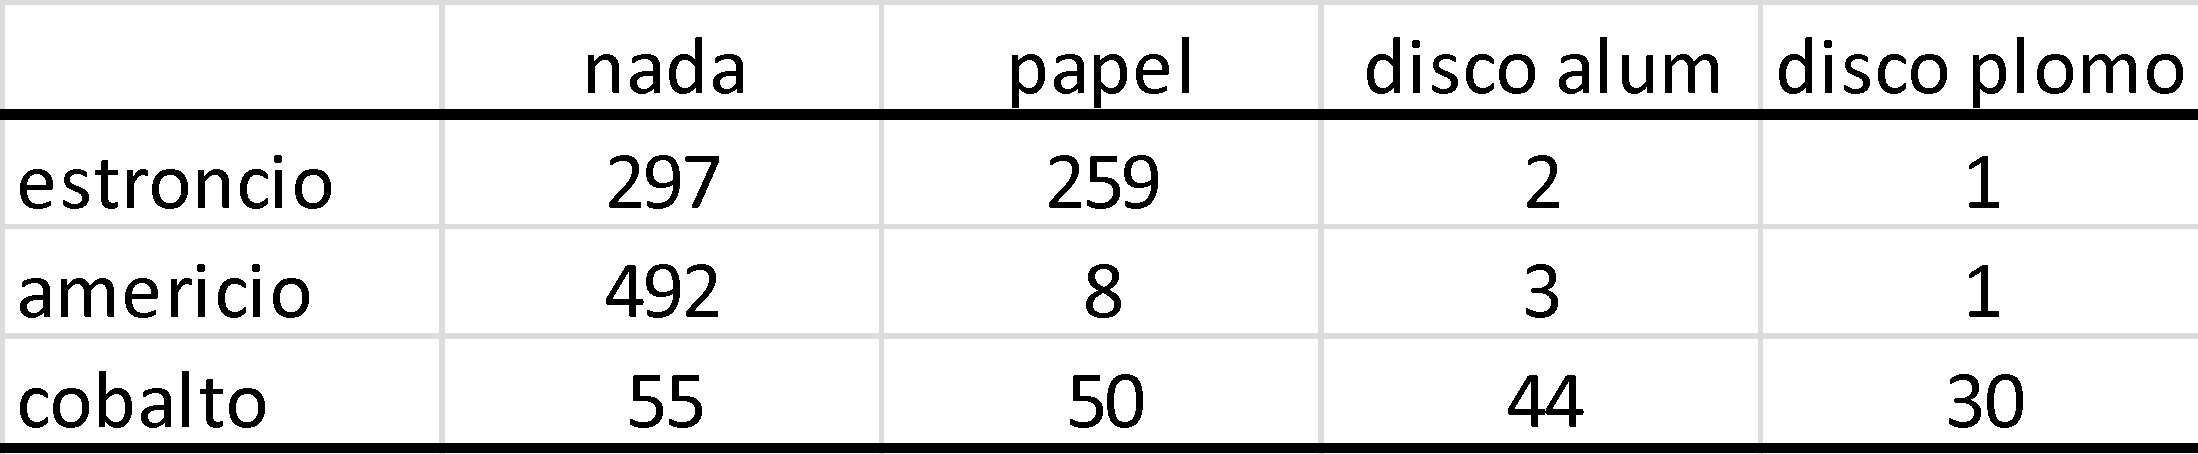 nada papel disco alum disco plomo
estroncio 297 259 2 1
americio 492 8 3 1
cobalto 55 50 44 30